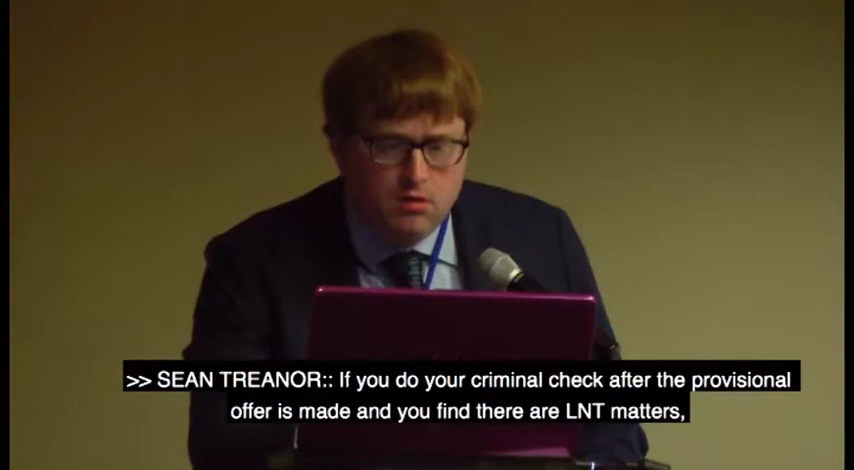 >> SEAN TREANOR:: If you do your criminal check after the provisional
offer is made and you find there are LNT matters,